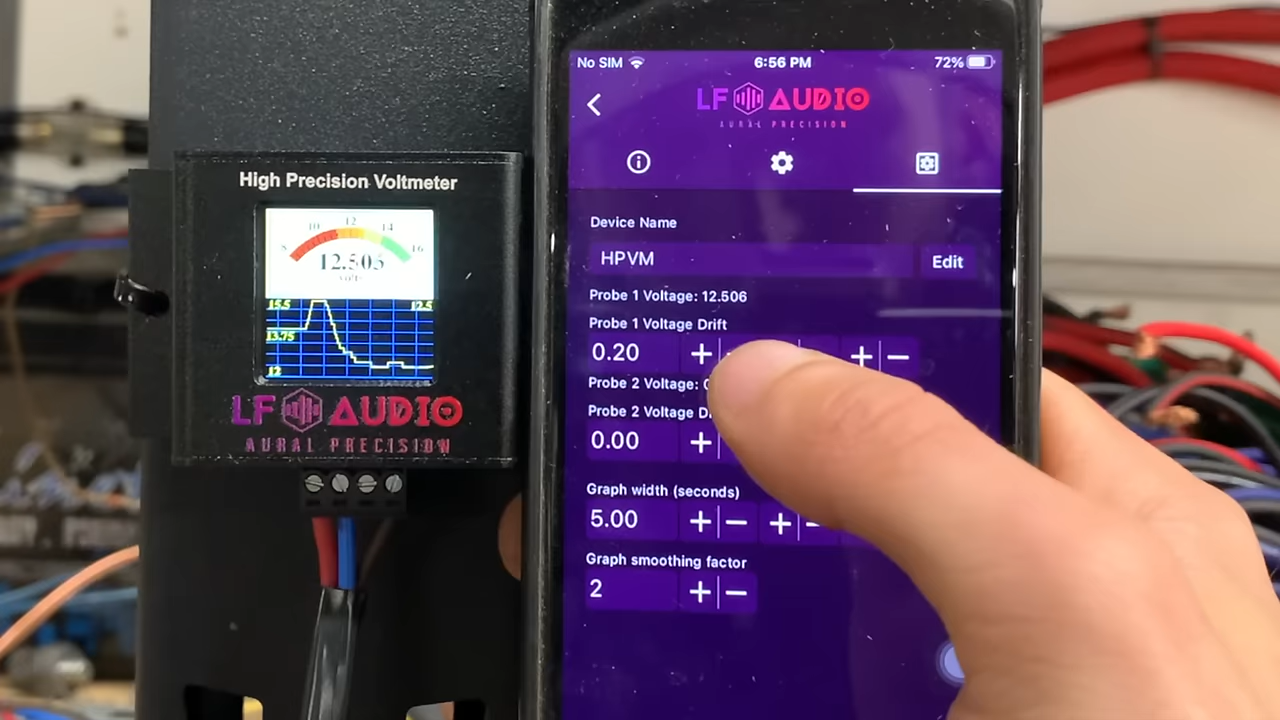 High Precision Voltmeter
8 10 12 14 16
12.505
volts
15.5 12.5
13.75
12
LF AUDIO
AURAL PRECISION
No SIM 6:56 PM 72%
LF AUDIO
AURAL PRECISION
Device Name
HPVM Edit
Probe 1 Voltage: 12.506
Probe 1 Voltage Drift
0.20 + − + −
Probe 2 Voltage:
Probe 2 Voltage
0.00 +
Graph width (seconds)
5.00 + − + −
Graph smoothing factor
2 + −